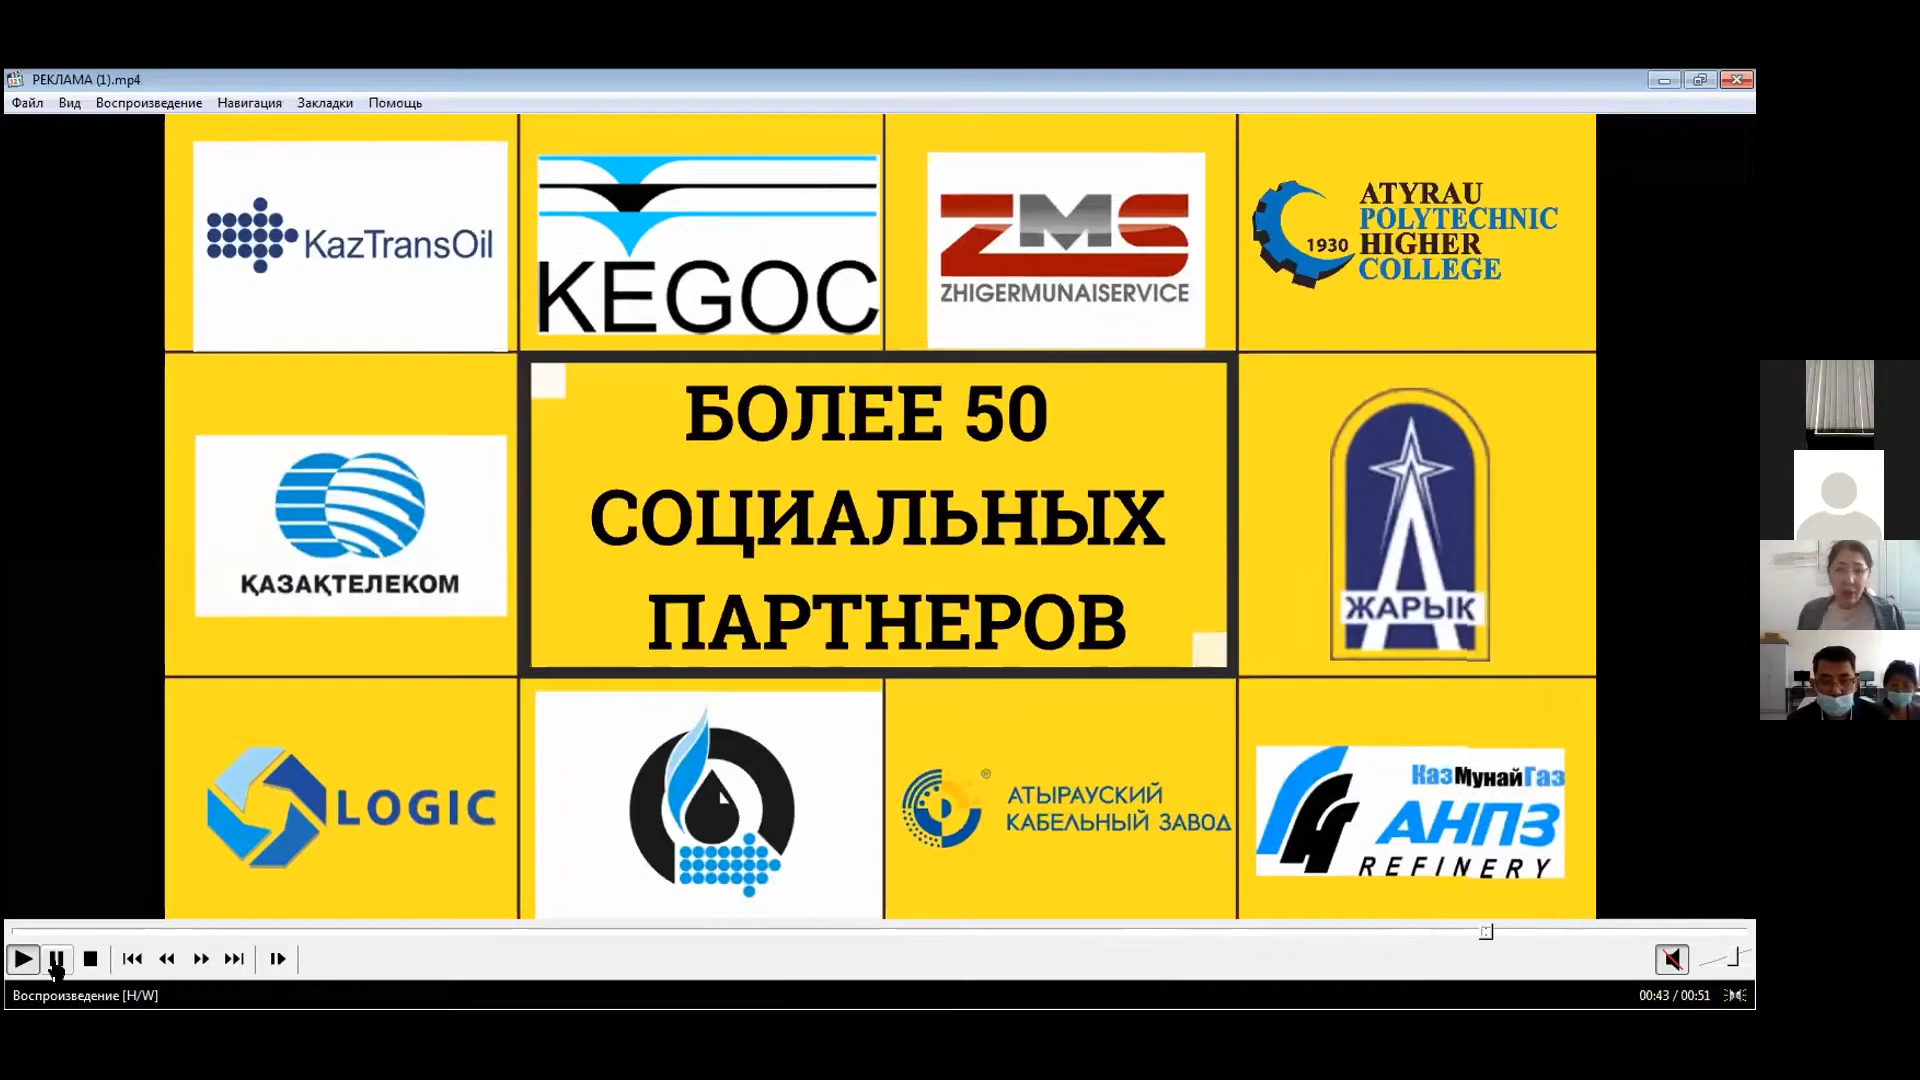 РЕКЛАМА (1).mp4
Файл Вид Воспроизведение Навигация Закладки Помощь
KazTransOil
KEGOC
ZMS
ZHIGERMUNAISERVICE
1930
ATYRAU
POLYTECHNIC
HIGHER
COLLEGE
ҚАЗАҚТЕЛЕКОМ
БОЛЕЕ 50
СОЦИАЛЬНЫХ
ПАРТНЕРОВ
ЖАРЫҚ
LOGIC
®
АТЫРАУСКИЙ
КАБЕЛЬНЫЙ ЗАВОД
КазМунайГаз
АНПЗ
REFINERY
Воспроизведение [H/W]
00:43 / 00:51